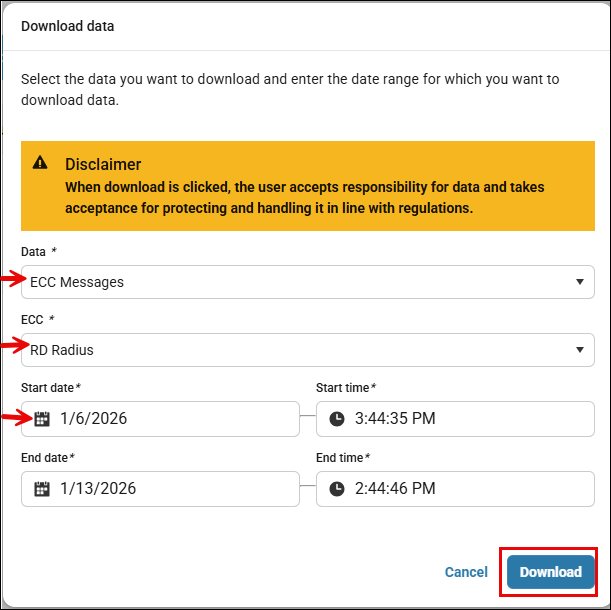 Download data
Select the data you want to download and enter the date range for which you want to
download data.
Disclaimer
When download is clicked, the user accepts responsibility for data and takes
acceptance for protecting and handling it in line with regulations.
Data *
ECC Messages
ECC *
RD Radius
Start date* Start time*
1/6/2026 3:44:35 PM
End date* End time*
1/13/2026 2:44:46 PM
Cancel Download